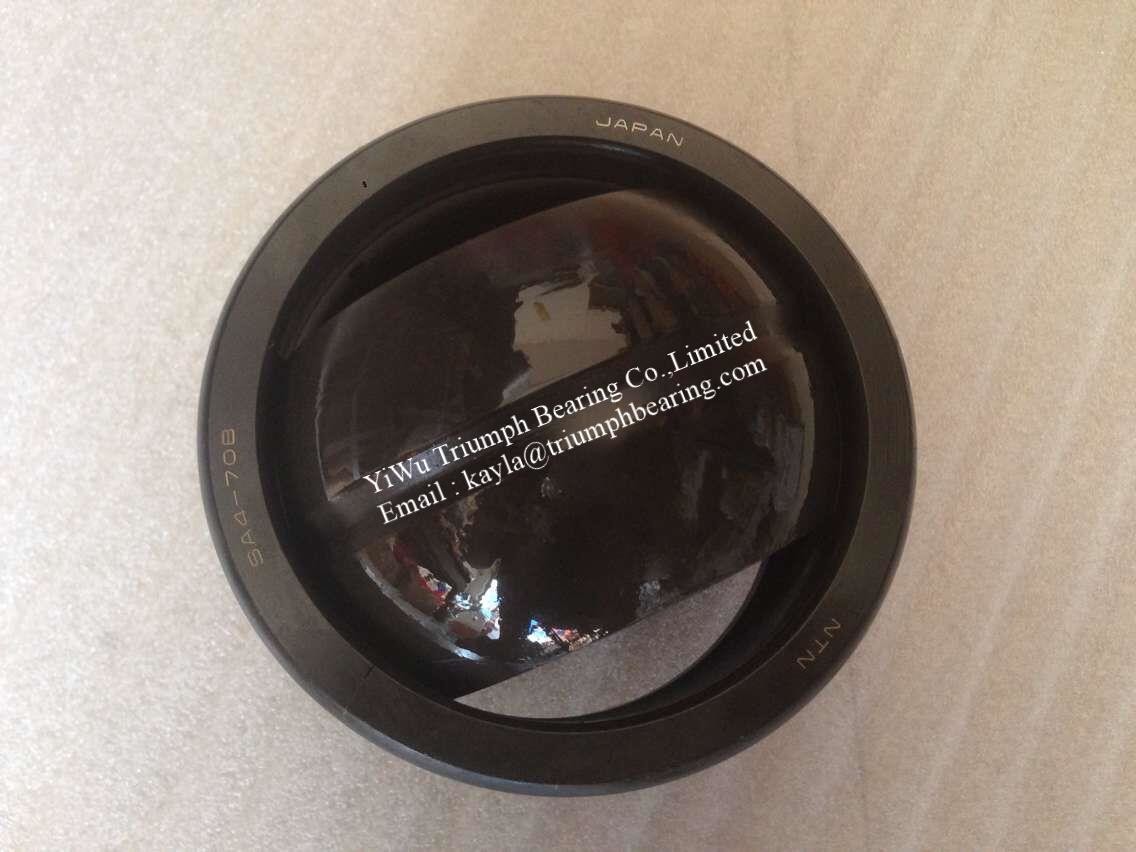 JAPAN
YiWu Triumph Bearing Co.,Limited
Email : kayla@triumphbearing.com
SA4-70B
NTN